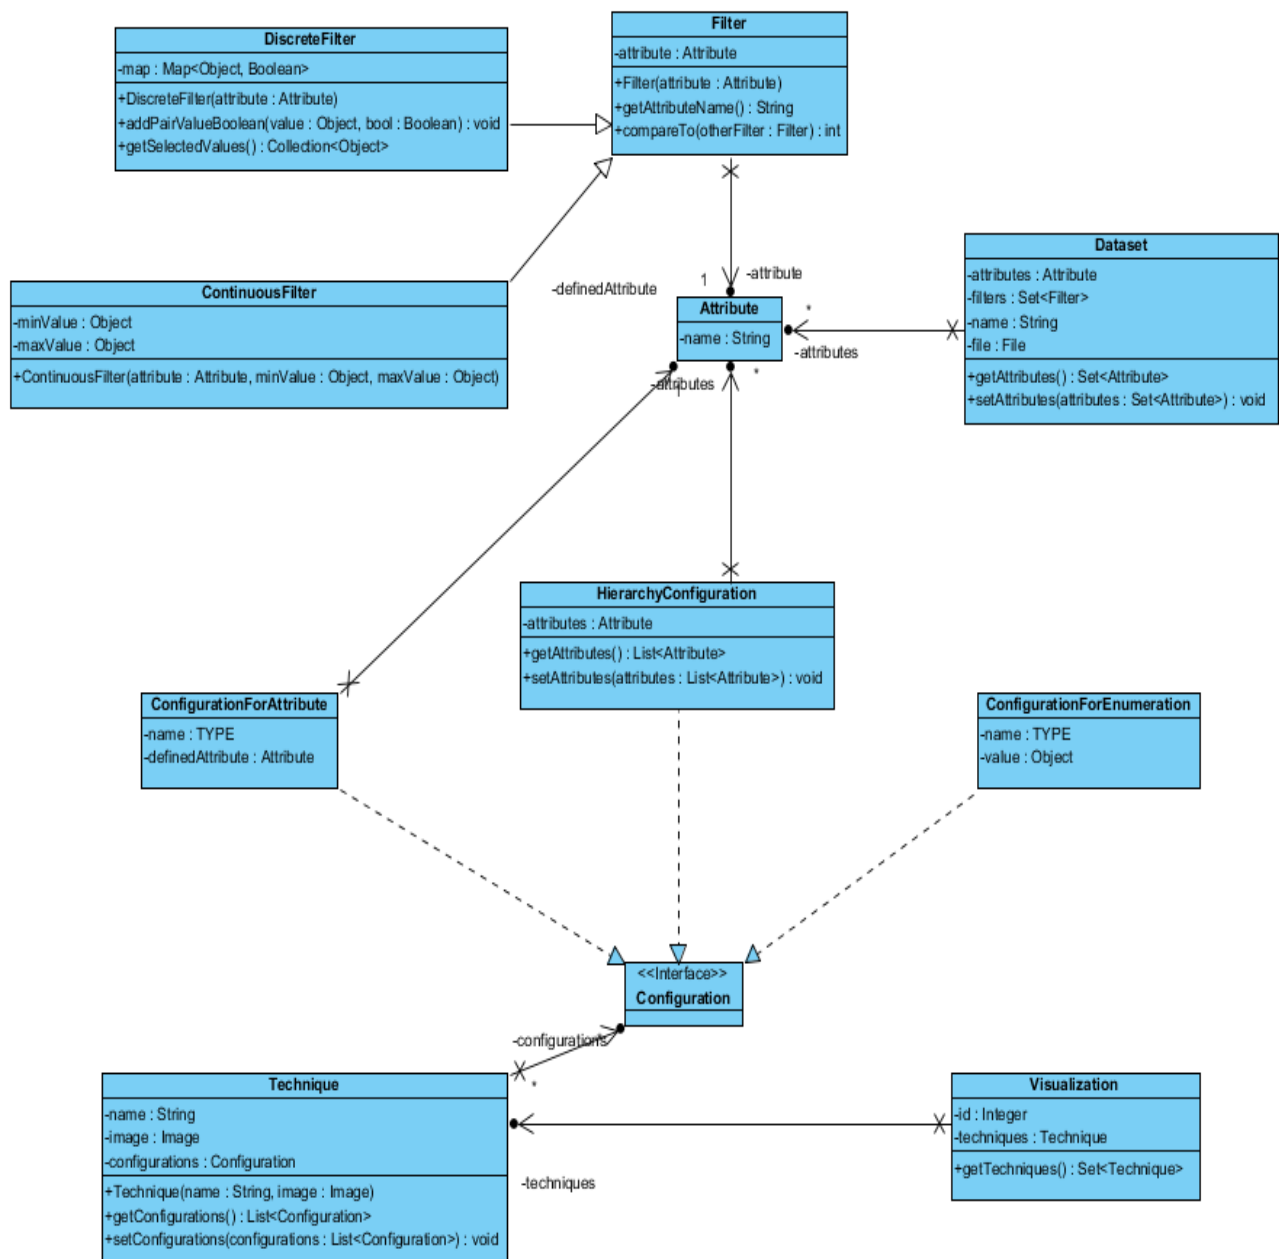 DiscreteFilter
-map : Map<Object, Boolean>
+DiscreteFilter(attribute : Attribute)
+addPairValueBoolean(value : Object, bool : Boolean) : void
+getSelectedValues() : Collection<Object>
Filter
-attribute : Attribute
+Filter(attribute : Attribute)
+getAttributeName() : String
+compareTo(otherFilter : Filter) : int
ContinuousFilter
-minValue : Object
-maxValue : Object
+ContinuousFilter(attribute : Attribute, minValue : Object, maxValue : Object)
-definedAttribute
1
-attribute
Attribute
-name : String
*
-attributes
-attributes
*
Dataset
-attributes : Attribute
-filters : Set<Filter>
-name : String
-file : File
+getAttributes() : Set<Attribute>
+setAttributes(attributes : Set<Attribute>) : void
HierarchyConfiguration
-attributes : Attribute
+getAttributes() : List<Attribute>
+setAttributes(attributes : List<Attribute>) : void
ConfigurationForAttribute
-name : TYPE
-definedAttribute : Attribute
ConfigurationForEnumeration
-name : TYPE
-value : Object
<<Interface>>
Configuration
-configurations
*
Technique
-name : String
-image : Image
-configurations : Configuration
+Technique(name : String, image : Image)
+getConfigurations() : List<Configuration>
+setConfigurations(configurations : List<Configuration>) : void
-techniques
Visualization
-id : Integer
-techniques : Technique
+getTechniques() : Set<Technique>